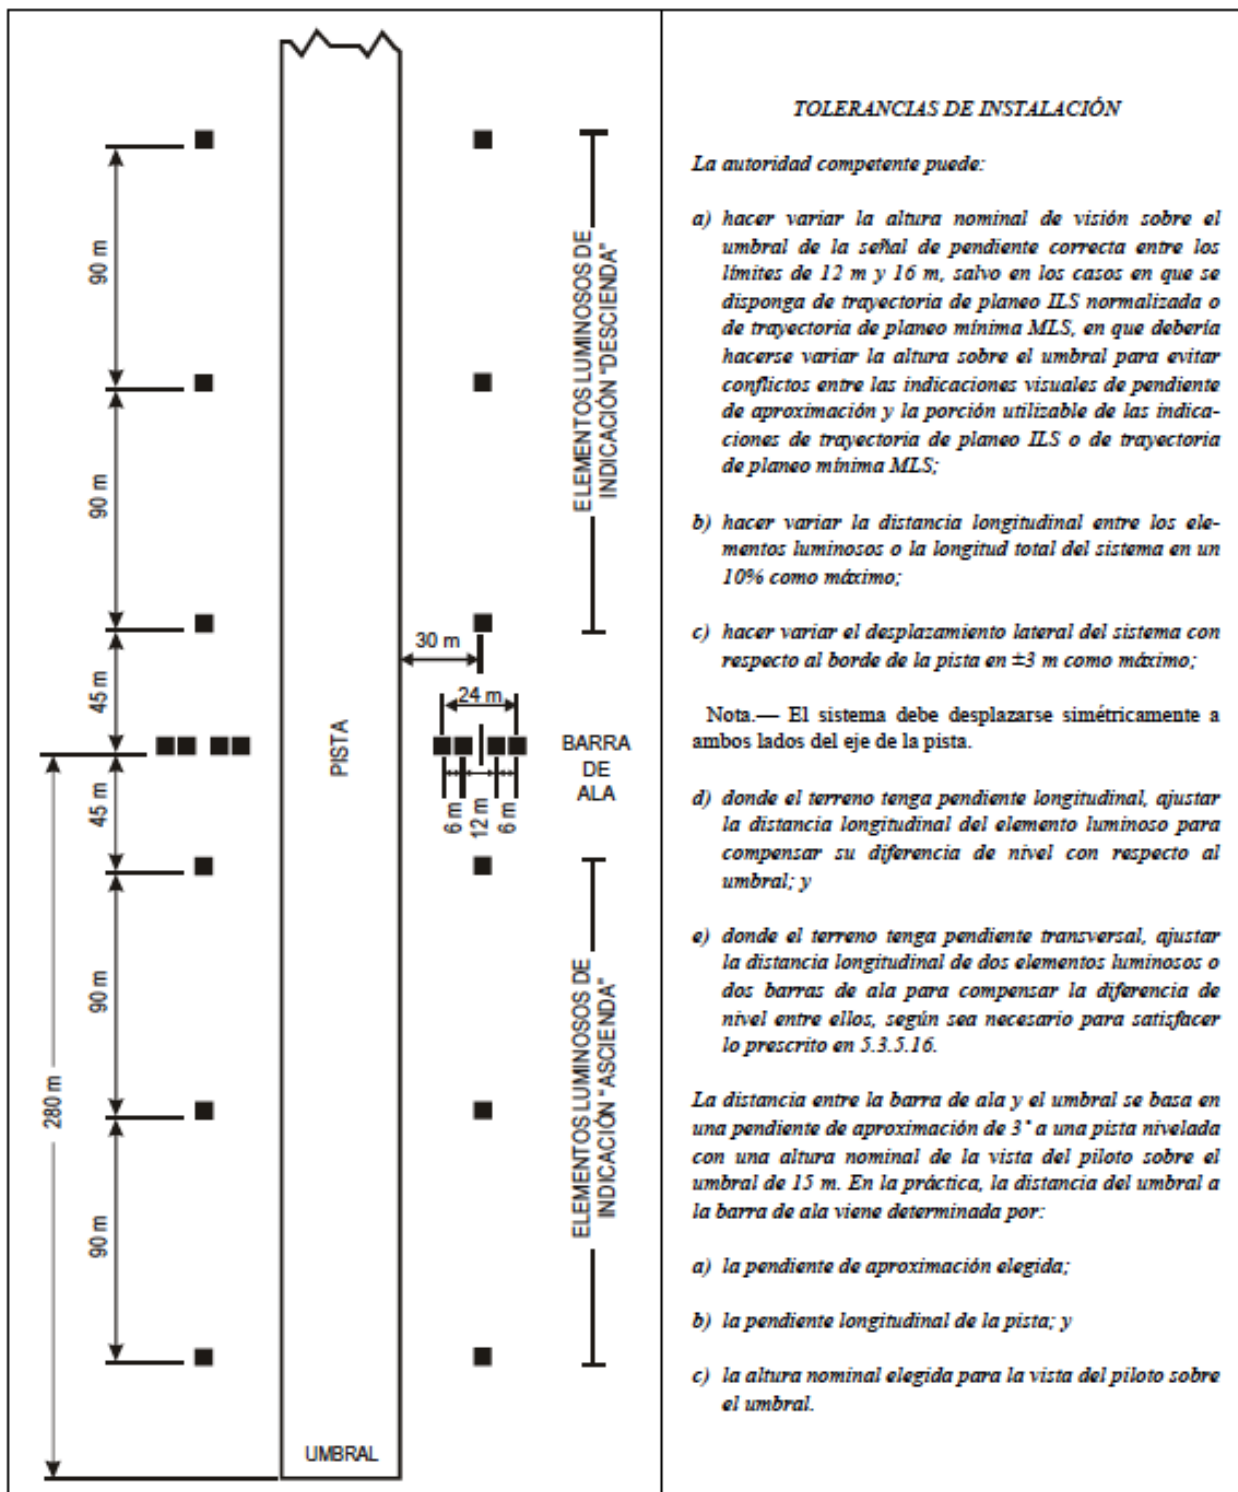 90 m
90 m
45 m
45 m
90 m
90 m
280 m
PISTA
UMBRAL
30 m
24 m
6 m
12 m
6 m
ELEMENTOS LUMINOSOS DE
INDICACIÓN "DESCIENDA"
BARRA
DE
ALA
ELEMENTOS LUMINOSOS DE
INDICACIÓN "ASCIENDA"
TOLERANCIAS DE INSTALACIÓN
La autoridad competente puede:
a) hacer variar la altura nominal de visión sobre el
umbral de la señal de pendiente correcta entre los
límites de 12 m y 16 m, salvo en los casos en que se
disponga de trayectoria de planeo ILS normalizada o
de trayectoria de planeo mínima MLS, en que debería
hacerse variar la altura sobre el umbral para evitar
conflictos entre las indicaciones visuales de pendiente
de aproximación y la porción utilizable de las indica-
ciones de trayectoria de planeo ILS o de trayectoria
de planeo mínima MLS;
b) hacer variar la distancia longitudinal entre los ele-
mentos luminosos o la longitud total del sistema en un
10% como máximo;
c) hacer variar el desplazamiento lateral del sistema con
respecto al borde de la pista en ±3 m como máximo;
Nota.— El sistema debe desplazarse simétricamente a
ambos lados del eje de la pista.
d) donde el terreno tenga pendiente longitudinal, ajustar
la distancia longitudinal del elemento luminoso para
compensar su diferencia de nivel con respecto al
umbral; y
e) donde el terreno tenga pendiente transversal, ajustar
la distancia longitudinal de dos elementos luminosos o
dos barras de ala para compensar la diferencia de
nivel entre ellos, según sea necesario para satisfacer
lo prescrito en 5.3.5.16.
La distancia entre la barra de ala y el umbral se basa en
una pendiente de aproximación de 3° a una pista nivelada
con una altura nominal de la vista del piloto sobre el
umbral de 15 m. En la práctica, la distancia del umbral a
la barra de ala viene determinada por:
a) la pendiente de aproximación elegida;
b) la pendiente longitudinal de la pista; y
c) la altura nominal elegida para la vista del piloto sobre
el umbral.